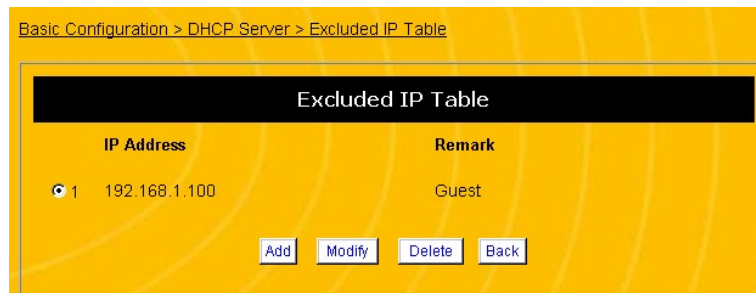 Basic Configuration > DHCP Server > Excluded IP Table
Excluded IP Table
IP Address Remark
1 192.168.1.100 Guest
Add Modify Delete Back